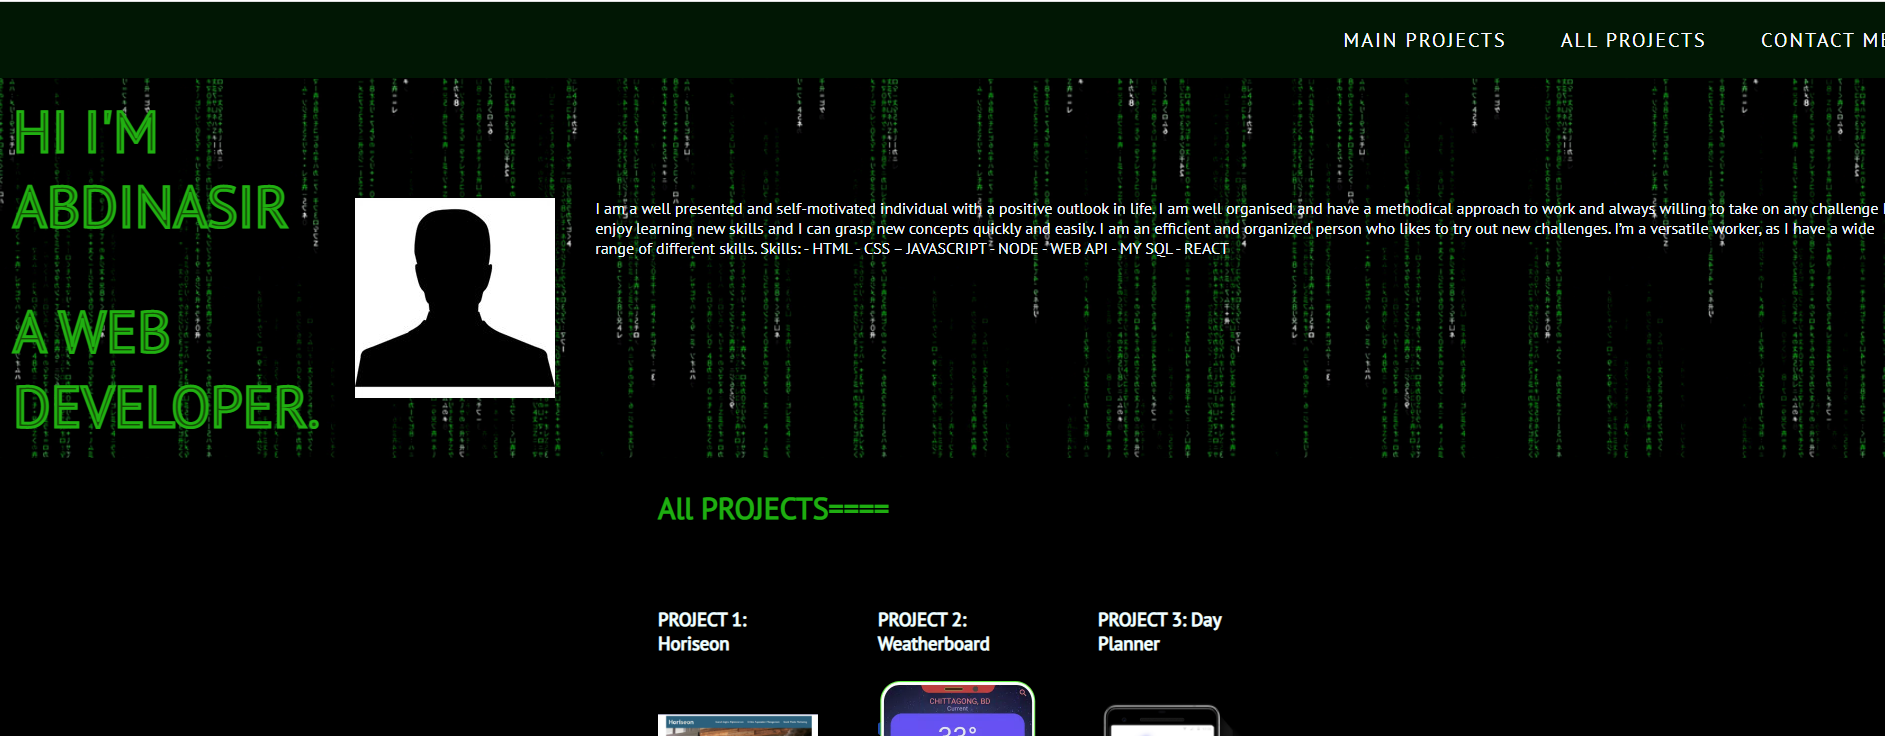 MAIN PROJECTS ALL PROJECTS CONTACT ME
HI I'M
ABDINASIR
A WEB
DEVELOPER.
I am a well presented and self-motivated individual with a positive outlook in life. I am well organised and have a methodical approach to work and always willing to take on any challenge I
enjoy learning new skills and I can grasp new concepts quickly and easily. I am an efficient and organized person who likes to try out new challenges. I'm a versatile worker, as I have a wide
range of different skills. Skills: - HTML - CSS – JAVASCRIPT - NODE - WEB API - MY SQL - REACT
All PROJECTS====
PROJECT 1:
Horiseon
PROJECT 2:
Weatherboard
PROJECT 3: Day
Planner
Horiseon
CHITTAGONG, BD
Current
33°